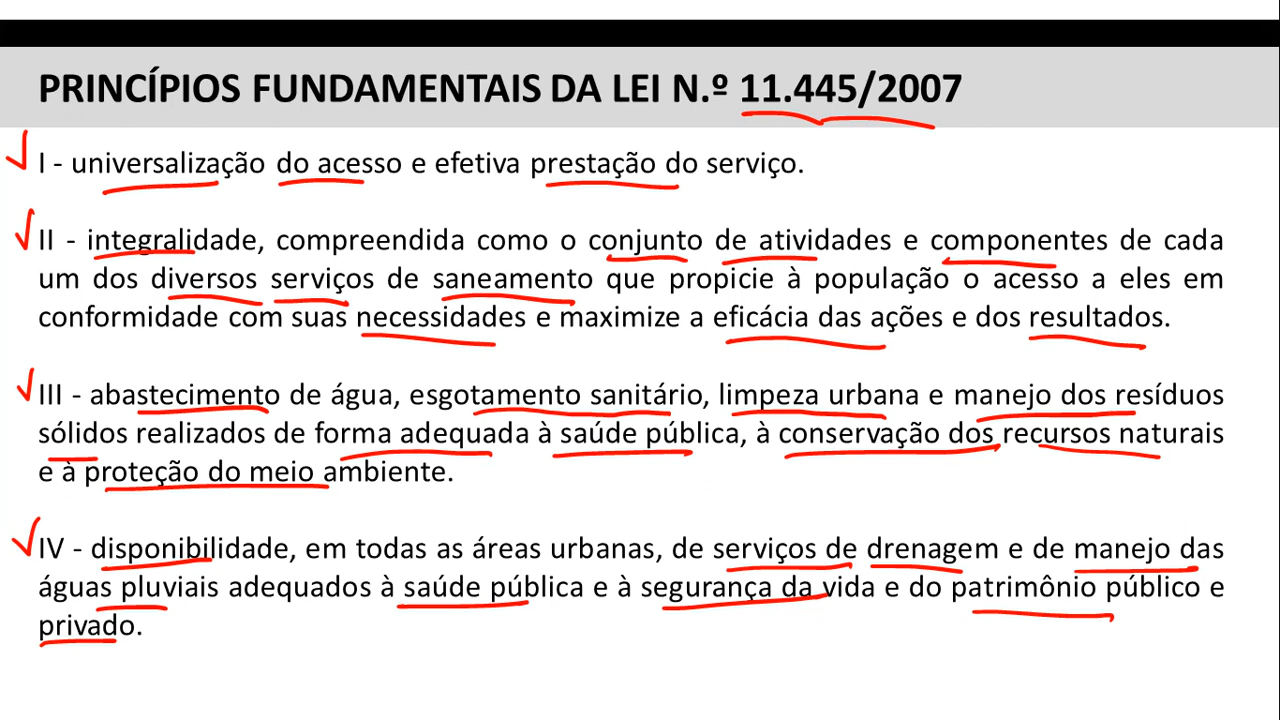 PRINCÍPIOS FUNDAMENTAIS DA LEI N.º 11.445/2007
I - universalização do acesso e efetiva prestação do serviço.
II - integralidade, compreendida como o conjunto de atividades e componentes de cada
um dos diversos serviços de saneamento que propicie à população o acesso a eles em
conformidade com suas necessidades e maximize a eficácia das ações e dos resultados.
III - abastecimento de água, esgotamento sanitário, limpeza urbana e manejo dos resíduos
sólidos realizados de forma adequada à saúde pública, à conservação dos recursos naturais
e à proteção do meio ambiente.
IV - disponibilidade, em todas as áreas urbanas, de serviços de drenagem e de manejo das
águas pluviais adequados à saúde pública e à segurança da vida e do patrimônio público e
privado.